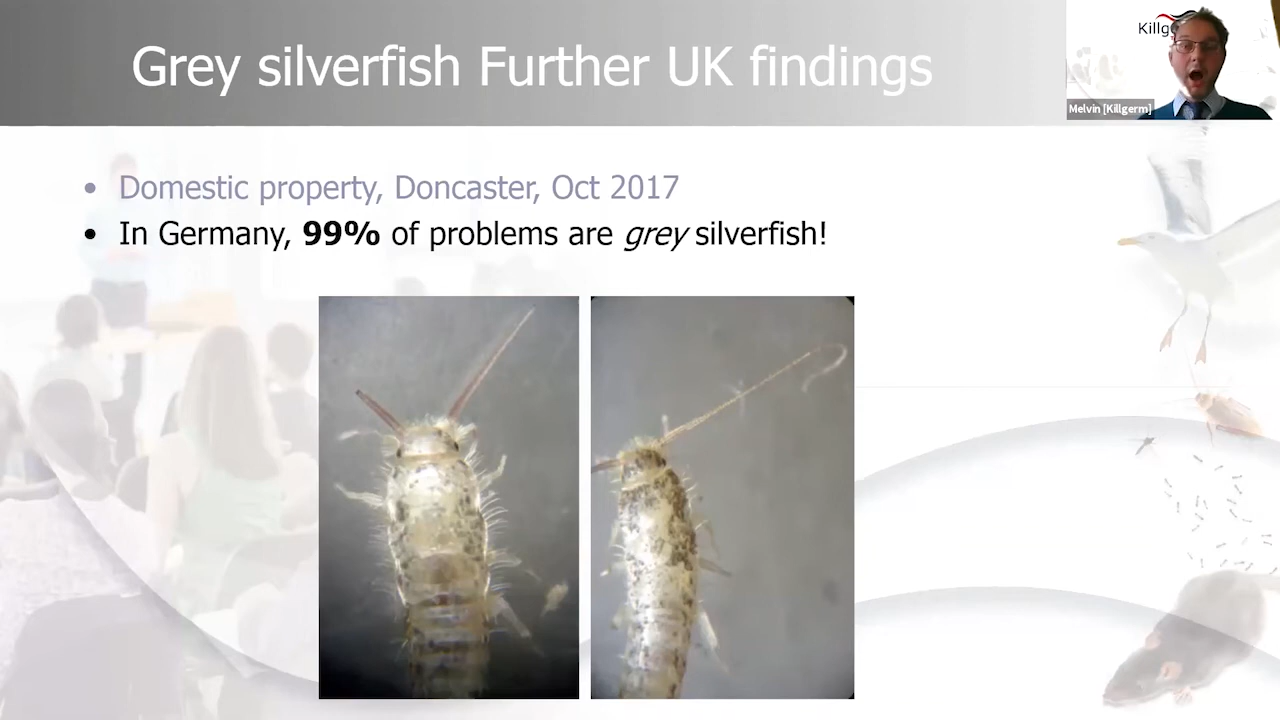 Grey silverfish Further UK findings
Killge
Melvin [Killgerm]
• Domestic property, Doncaster, Oct 2017
• In Germany, 99% of problems are grey silverfish!